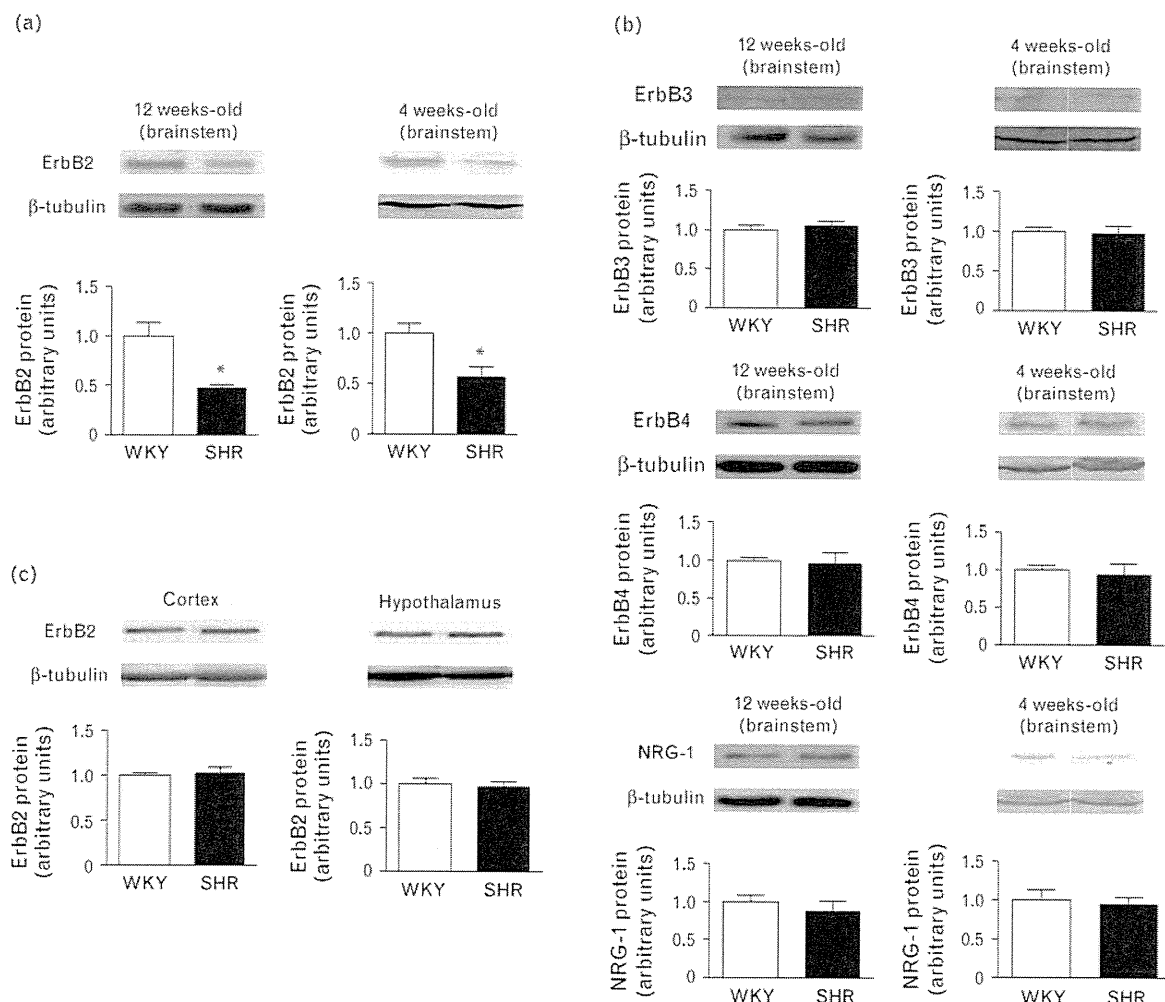 (a)
12 weeks-old
(brainstem)
4 weeks-old
(brainstem)
ErbB2
β-tubulin
ErbB2 protein
(arbitrary units)
1.5
1.0
0.5
0
*
WKY SHR
ErbB2 protein
(arbitrary units)
1.5
1.0
0.5
0
*
WKY SHR
(b)
12 weeks-old
(brainstem)
4 weeks-old
(brainstem)
ErbB3
β-tubulin
ErbB3 protein
(arbitrary units)
1.5
1.0
0.5
0
WKY SHR
ErbB3 protein
(arbitrary units)
1.5
1.0
0.5
0
WKY SHR
12 weeks-old
(brainstem)
4 weeks-old
(brainstem)
ErbB4
β-tubulin
ErbB4 protein
(arbitrary units)
1.5
1.0
0.5
0
WKY SHR
ErbB4 protein
(arbitrary units)
1.5
1.0
0.5
0
WKY SHR
12 weeks-old
(brainstem)
4 weeks-old
(brainstem)
NRG-1
β-tubulin
NRG-1 protein
(arbitrary units)
1.5
1.0
0.5
0
WKY SHR
NRG-1 protein
(arbitrary units)
1.5
1.0
0.5
0
WKY SHR
(c)
Cortex
Hypothalamus
ErbB2
β-tubulin
ErbB2 protein
(arbitrary units)
1.5
1.0
0.5
0
WKY SHR
ErbB2 protein
(arbitrary units)
1.5
1.0
0.5
0
WKY SHR